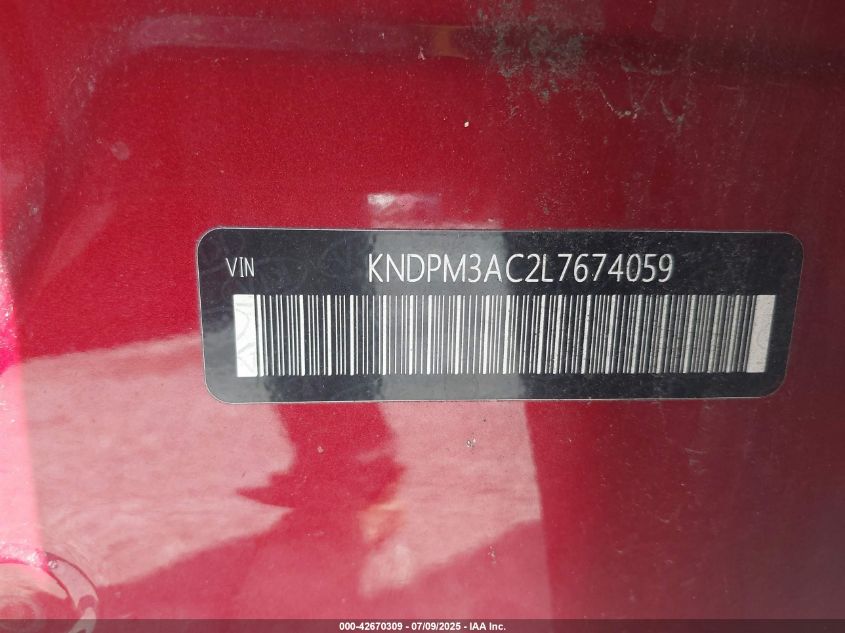 VIN KNDPM3AC2L7674059
000-42670309 | 07/09/2025 - IAA Inc.